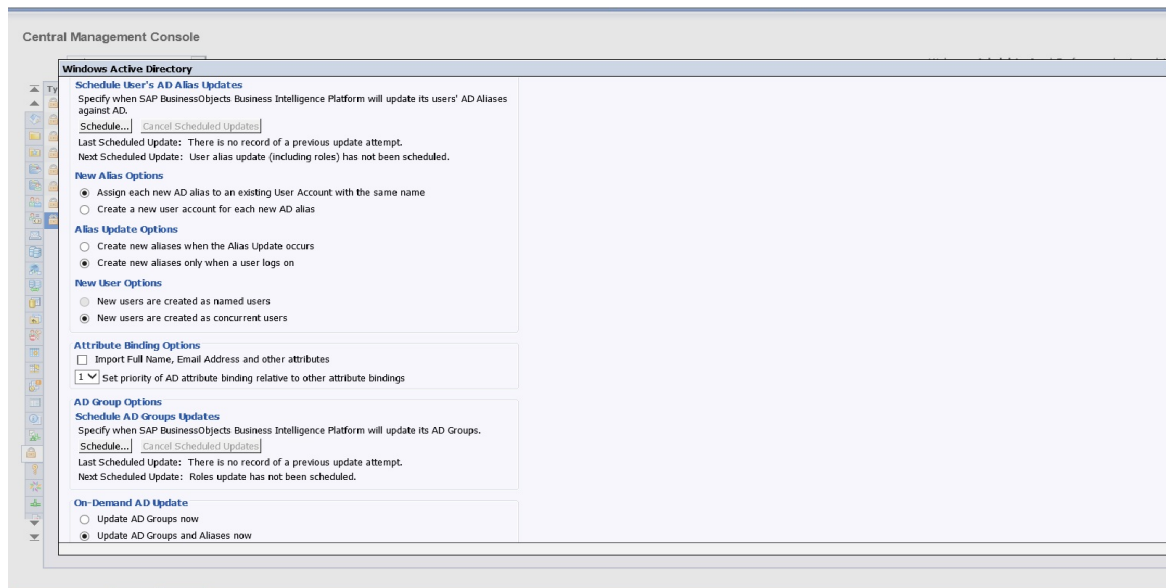 Central Management Console
Windows Active Directory
Ty
Schedule User's AD Alias Updates
Specify when SAP BusinessObjects Business Intelligence Platform will update its users' AD Aliases
against AD.
Schedule... Cancel Scheduled Updates
Last Scheduled Update: There is no record of a previous update attempt.
Next Scheduled Update: User alias update (including roles) has not been scheduled.
New Alias Options
Assign each new AD alias to an existing User Account with the same name
Create a new user account for each new AD alias
Alias Update Options
Create new aliases when the Alias Update occurs
Create new aliases only when a user logs on
New User Options
New users are created as named users
New users are created as concurrent users
Attribute Binding Options
Import Full Name, Email Address and other attributes
1 Set priority of AD attribute binding relative to other attribute bindings
AD Group Options
Schedule AD Groups Updates
Specify when SAP BusinessObjects Business Intelligence Platform will update its AD Groups.
Schedule... Cancel Scheduled Updates
Last Scheduled Update: There is no record of a previous update attempt.
Next Scheduled Update: Roles update has not been scheduled.
On-Demand AD Update
Update AD Groups now
Update AD Groups and Aliases now